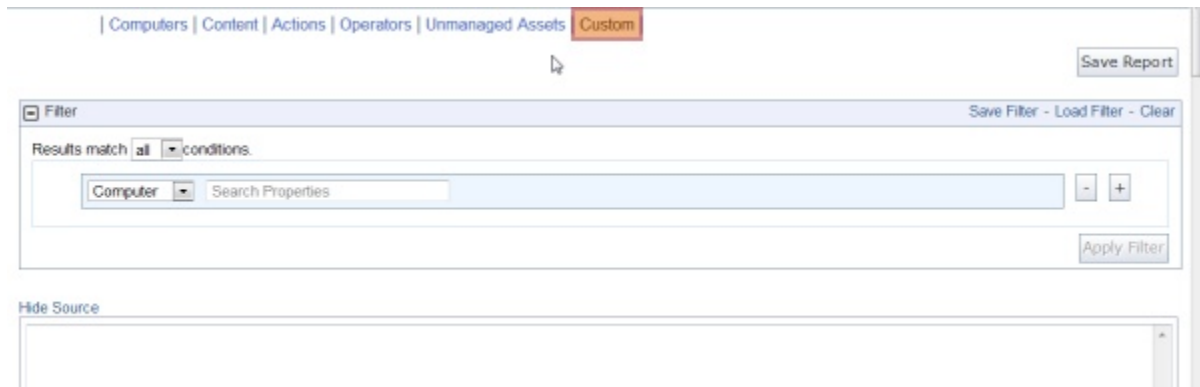 | Computers | Content | Actions | Operators | Unmanaged Assets | Custom
Save Report
Filter
Save Filter - Load Filter - Clear
Results match all conditions.
Computer Search Properties - +
Apply Filter
Hide Source